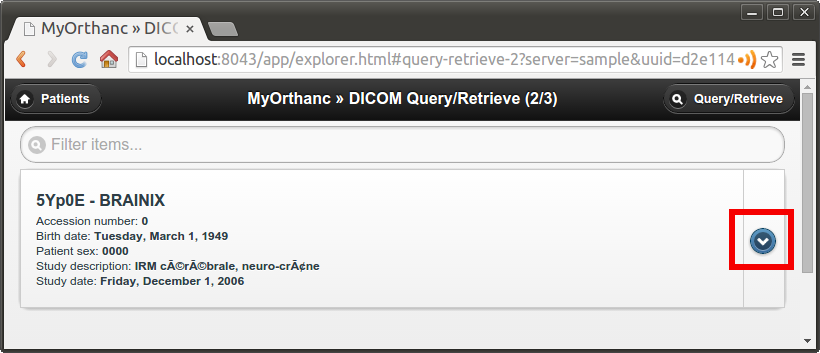 MyOrthanc » DIC
localhost:8043/app/explorer.html#query-retrieve-2?server=sample&uuid=d2e114
Patients
MyOrthanc » DICOM Query/Retrieve (2/3)
Query/Retrieve
Filter items...
5Yp0E - BRAINIX
Accession number: 0
Birth date: Tuesday, March 1, 1949
Patient sex: 0000
Study description: IRM cÃ©rÃ©brale, neuro-crÃ¢ne
Study date: Friday, December 1, 2006